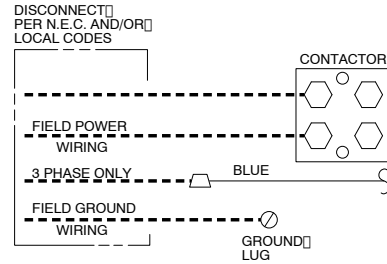 DISCONNECT
PER N.E.C. AND/OR
LOCAL CODES
CONTACTOR
FIELD POWER
WIRING
3 PHASE ONLY
BLUE
FIELD GROUND
WIRING
GROUND
LUG